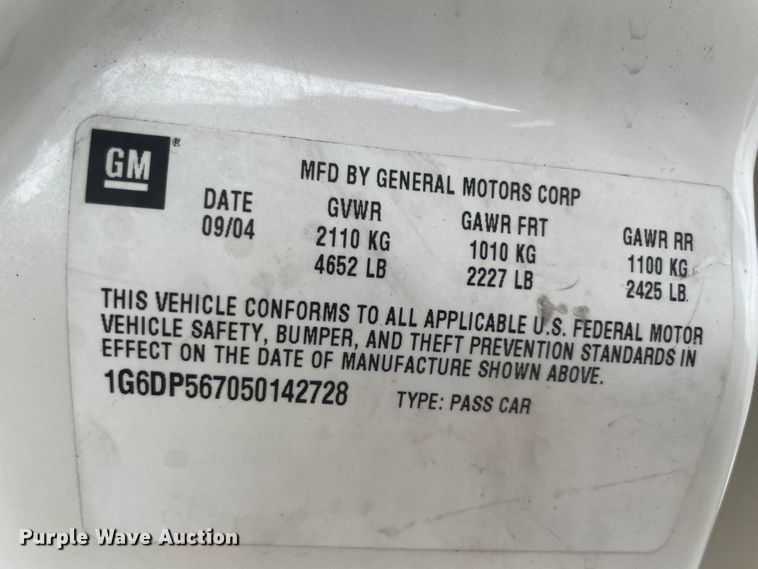 GM®
MFD BY GENERAL MOTORS CORP
DATE GVWR GAWR FRT GAWR RR
09/04 2110 KG 1010 KG 1100 KG
4652 LB 2227 LB 2425 LB
THIS VEHICLE CONFORMS TO ALL APPLICABLE U.S. FEDERAL MOTOR
VEHICLE SAFETY, BUMPER, AND THEFT PREVENTION STANDARDS IN
EFFECT ON THE DATE OF MANUFACTURE SHOWN ABOVE.
1G6DP567050142728 TYPE: PASS CAR
Purple Wave Auction